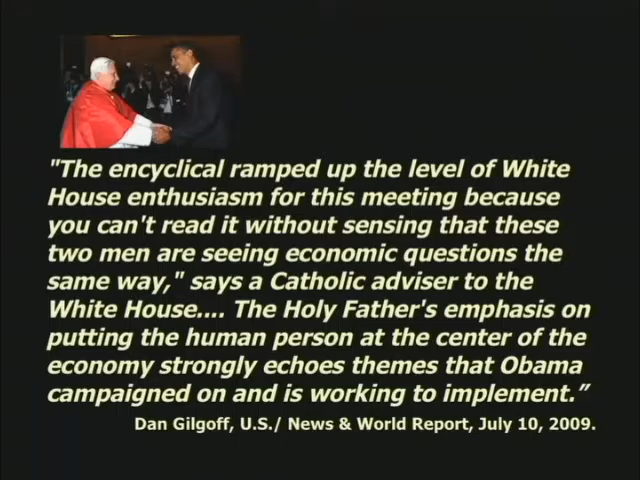 "The encyclical ramped up the level of White
House enthusiasm for this meeting because
you can't read it without sensing that these
two men are seeing economic questions the
same way," says a Catholic adviser to the
White House.... The Holy Father's emphasis on
putting the human person at the center of the
economy strongly echoes themes that Obama
campaigned on and is working to implement.”
Dan Gilgoff, U.S./ News & World Report, July 10, 2009.